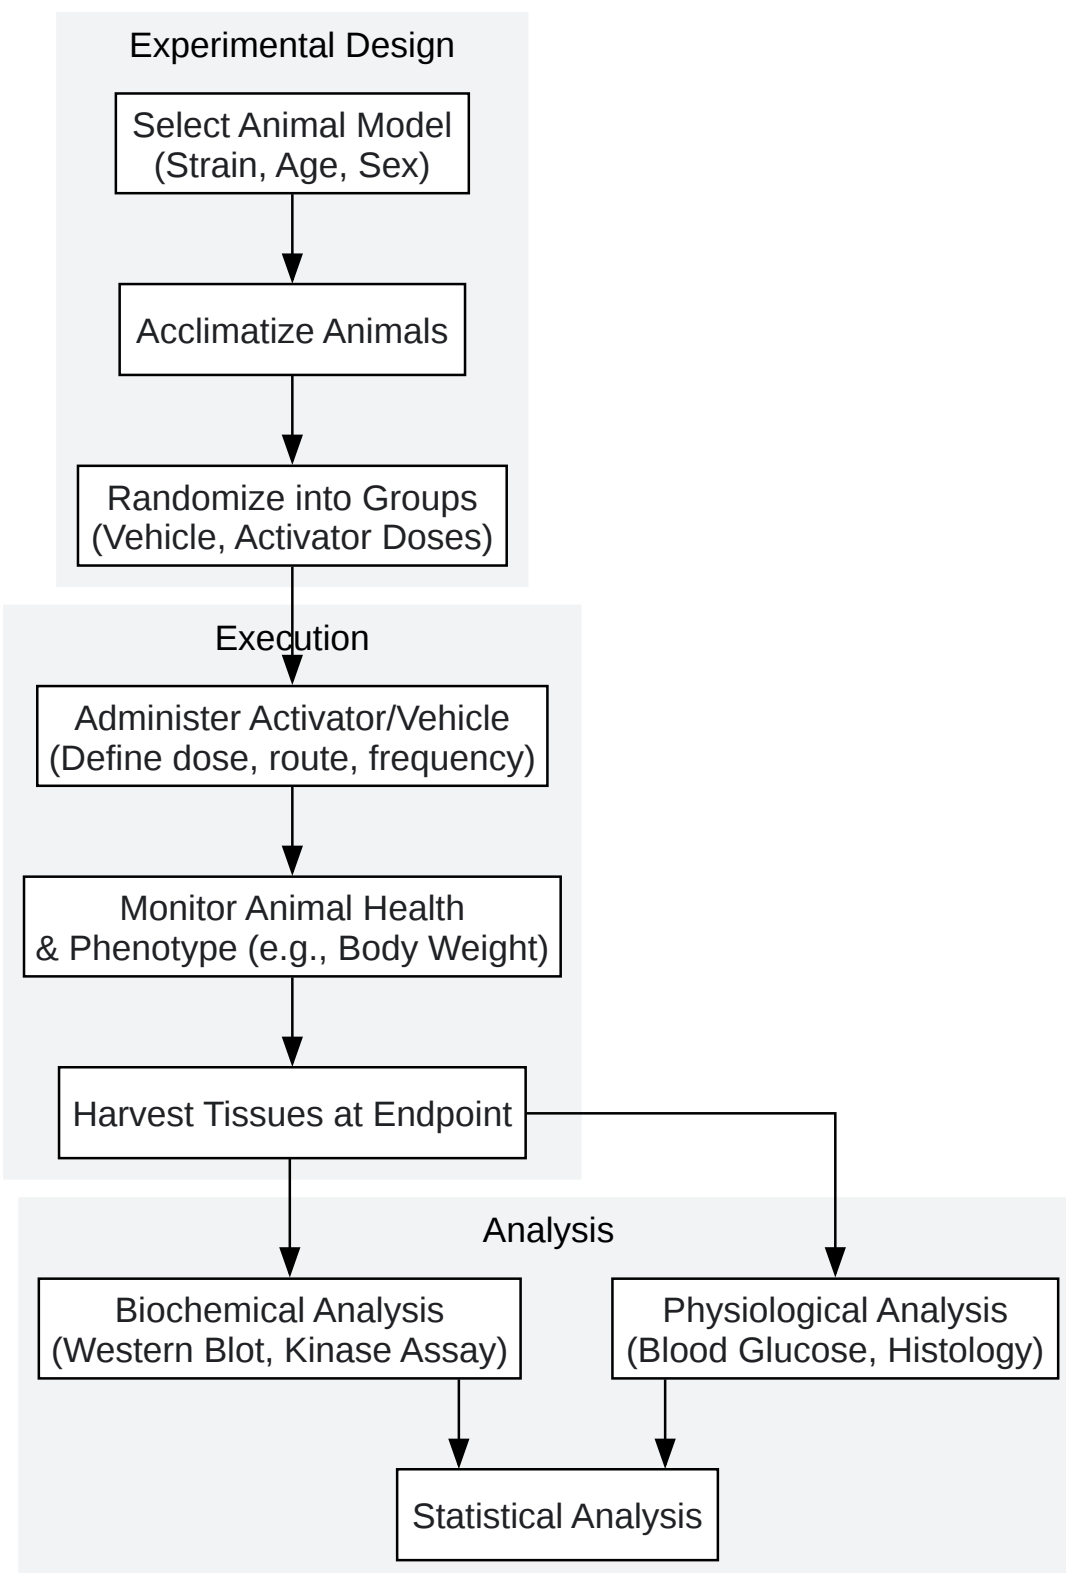 Experimental Design
Select Animal Model
(Strain, Age, Sex)
Acclimatize Animals
Randomize into Groups
(Vehicle, Activator Doses)
Execution
Administer Activator/Vehicle
(Define dose, route, frequency)
Monitor Animal Health
& Phenotype (e.g., Body Weight)
Harvest Tissues at Endpoint
Analysis
Biochemical Analysis
(Western Blot, Kinase Assay)
Physiological Analysis
(Blood Glucose, Histology)
Statistical Analysis